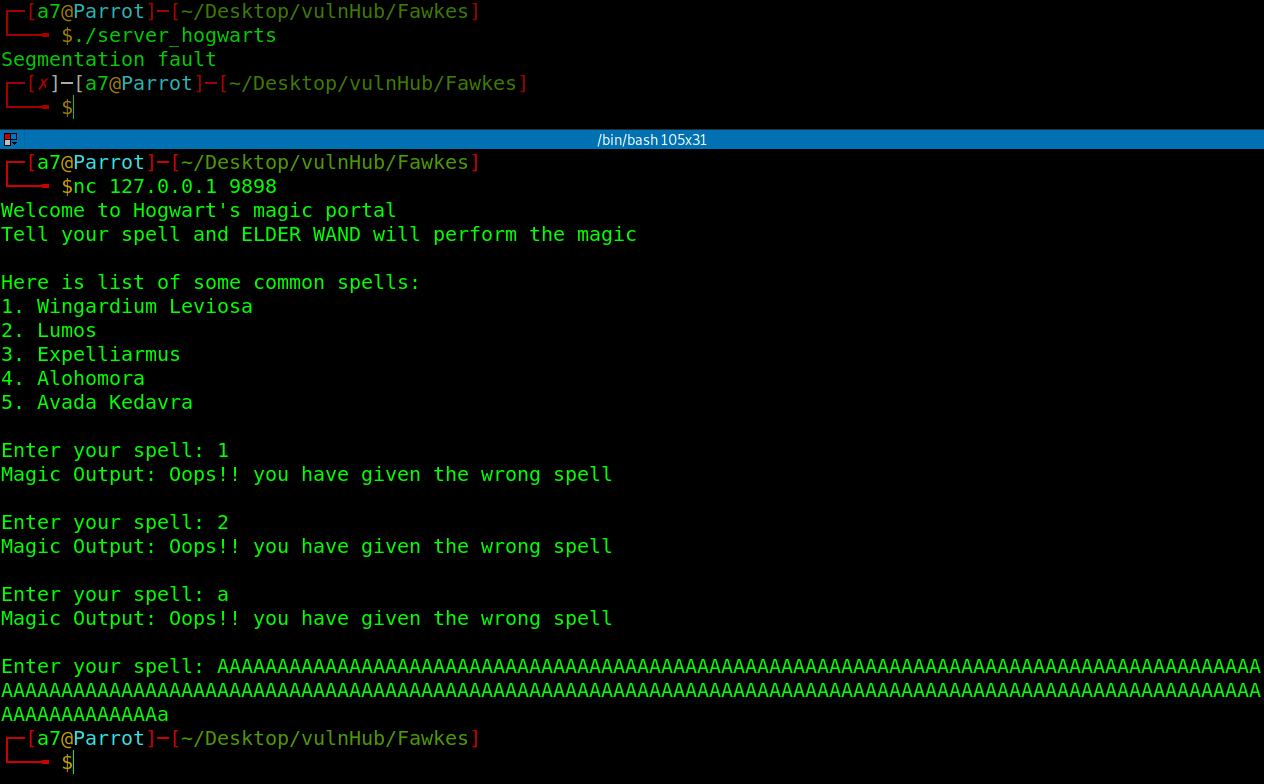 ┌─[a7@Parrot]─[~/Desktop/vulnHub/Fawkes]
└──╼ $./server_hogwarts
Segmentation fault
┌─[✗]─[a7@Parrot]─[~/Desktop/vulnHub/Fawkes]
└──╼ $
/bin/bash 105x31
┌─[a7@Parrot]─[~/Desktop/vulnHub/Fawkes]
└──╼ $nc 127.0.0.1 9898
Welcome to Hogwart's magic portal
Tell your spell and ELDER WAND will perform the magic
Here is list of some common spells:
1. Wingardium Leviosa
2. Lumos
3. Expelliarmus
4. Alohomora
5. Avada Kedavra
Enter your spell: 1
Magic Output: Oops!! you have given the wrong spell
Enter your spell: 2
Magic Output: Oops!! you have given the wrong spell
Enter your spell: a
Magic Output: Oops!! you have given the wrong spell
Enter your spell: AAAAAAAAAAAAAAAAAAAAAAAAAAAAAAAAAAAAAAAAAAAAAAAAAAAAAAAAAAAAAAAAAAAAAAAAAAAAAAAAAAAAAAA
AAAAAAAAAAAAAAAAAAAAAAAAAAAAAAAAAAAAAAAAAAAAAAAAAAAAAAAAAAAAAAAAAAAAAAAAAAAAAAAAAAAAAAAAAAAAAAAAAAAAAAAAA
AAAAAAAAAAAAAa
┌─[a7@Parrot]─[~/Desktop/vulnHub/Fawkes]
└──╼ $